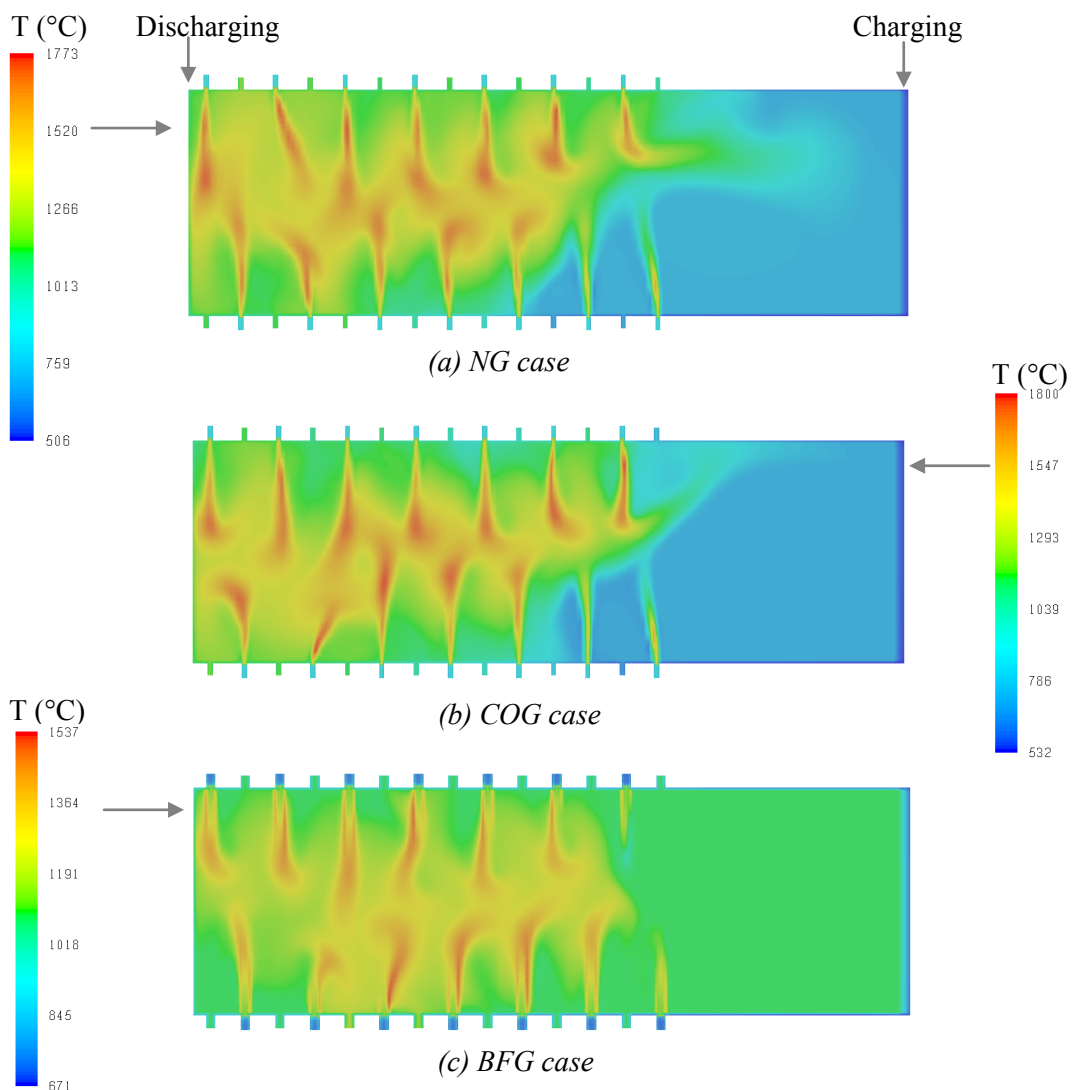 T (°C)
Discharging
Charging
1773
1520
1266
1013
759
506
(a) NG case
T (°C)
1800
1547
1293
1039
786
532
(b) COG case
T (°C)
1537
1364
1191
1018
845
671
(c) BFG case